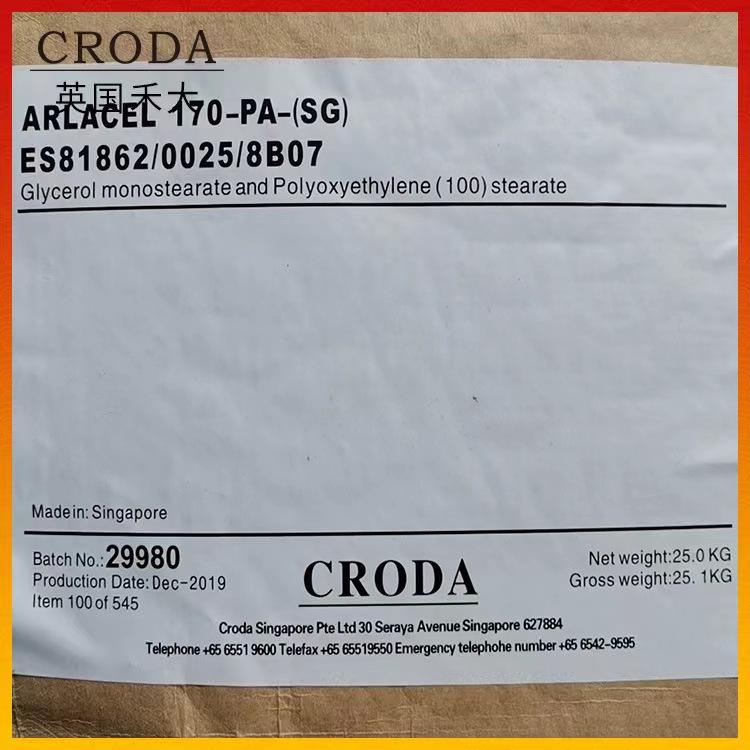 CRODA
英国禾大
ARLACEL 170-PA-(SG)
ES81862/0025/8B07
Glycerol monostearate and Polyoxyethylene (100) stearate
Made in: Singapore
Batch No.: 29980
Production Date: Dec-2019
Item 100 of 545
CRODA
Net weight:25.0 KG
Gross weight:25. 1KG
Croda Singapore Pte Ltd 30 Seraya Avenue Singapore 627884
Telephone +65 6551 9600 Telefax +65 65519550 Emergency telephohe number +65 6542-9595